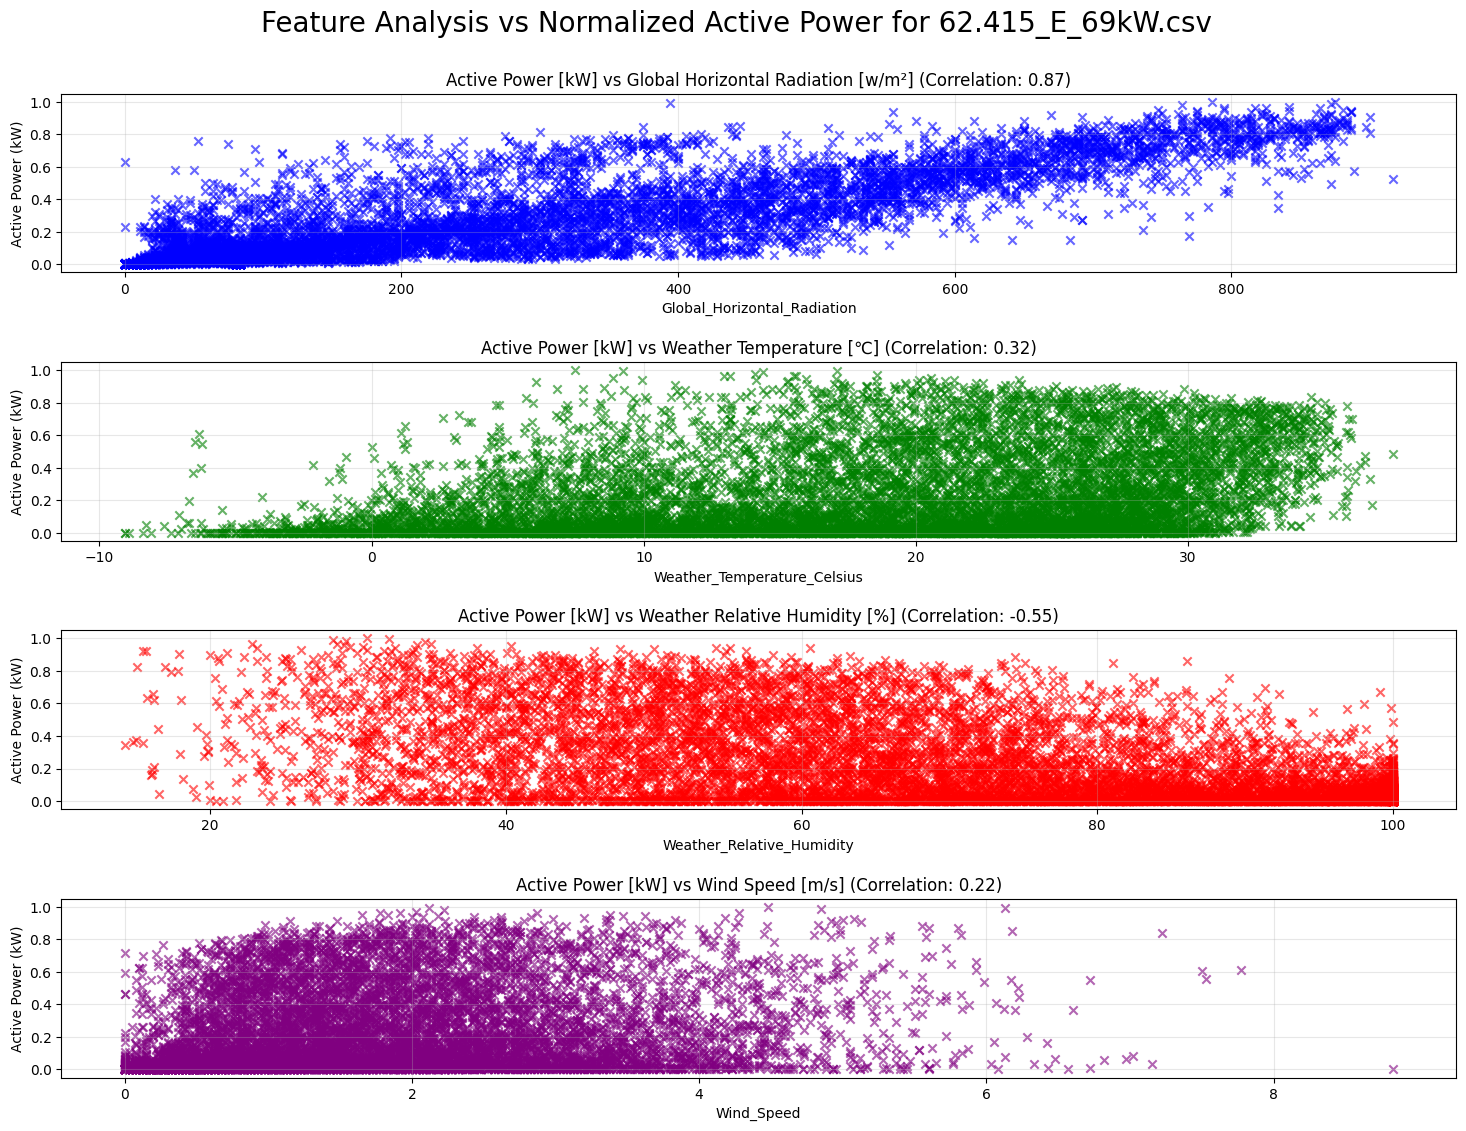 Feature Analysis vs Normalized Active Power for 62.415_E_69kW.csv
Active Power [kW] vs Global Horizontal Radiation [w/m²] (Correlation: 0.87)
Active Power (kW)
1.0
0.8
0.6
0.4
0.2
0.0
0 200 400 600 800
Global_Horizontal_Radiation
Active Power [kW] vs Weather Temperature [℃] (Correlation: 0.32)
Active Power (kW)
1.0
0.8
0.6
0.4
0.2
0.0
−10 0 10 20 30
Weather_Temperature_Celsius
Active Power [kW] vs Weather Relative Humidity [%] (Correlation: -0.55)
Active Power (kW)
1.0
0.8
0.6
0.4
0.2
0.0
20 40 60 80 100
Weather_Relative_Humidity
Active Power [kW] vs Wind Speed [m/s] (Correlation: 0.22)
Active Power (kW)
1.0
0.8
0.6
0.4
0.2
0.0
0 2 4 6 8
Wind_Speed